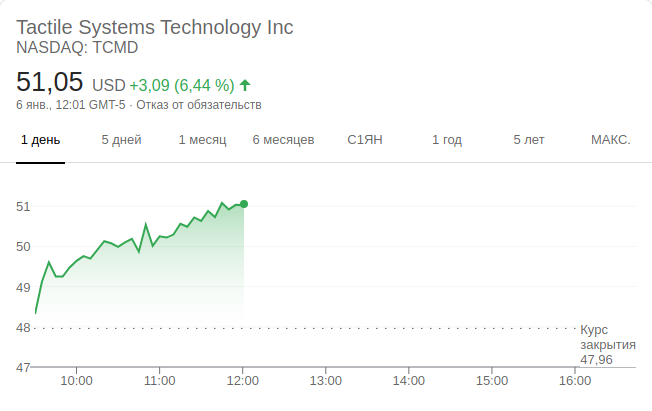 Tactile Systems Technology Inc
NASDAQ: TCMD
51,05 USD +3,09 (6,44 %)
6 янв., 12:01 GMT-5 · Отказ от обязательств
1 день 5 дней 1 месяц 6 месяцев С1ЯН 1 год 5 лет МАКС.
51
50
49
48
Курс
закрытия
47,96
47
10:00 11:00 12:00 13:00 14:00 15:00 16:00